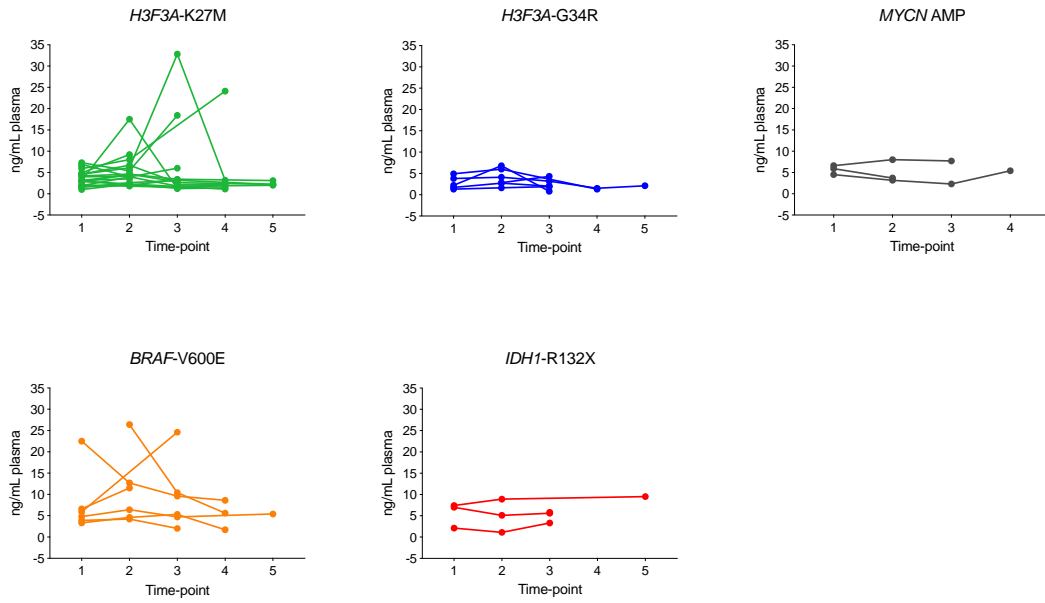 H3F3A-K27M
35
30
25
20
15
10
5
0
-5
ng/mL plasma
1 2 3 4 5
Time-point
H3F3A-G34R
35
30
25
20
15
10
5
0
-5
ng/mL plasma
1 2 3 4 5
Time-point
MYCN AMP
35
30
25
20
15
10
5
0
-5
ng/mL plasma
1 2 3 4
Time-point
BRAF-V600E
35
30
25
20
15
10
5
0
-5
ng/mL plasma
1 2 3 4 5
Time-point
IDH1-R132X
35
30
25
20
15
10
5
0
-5
ng/mL plasma
1 2 3 4 5
Time-point